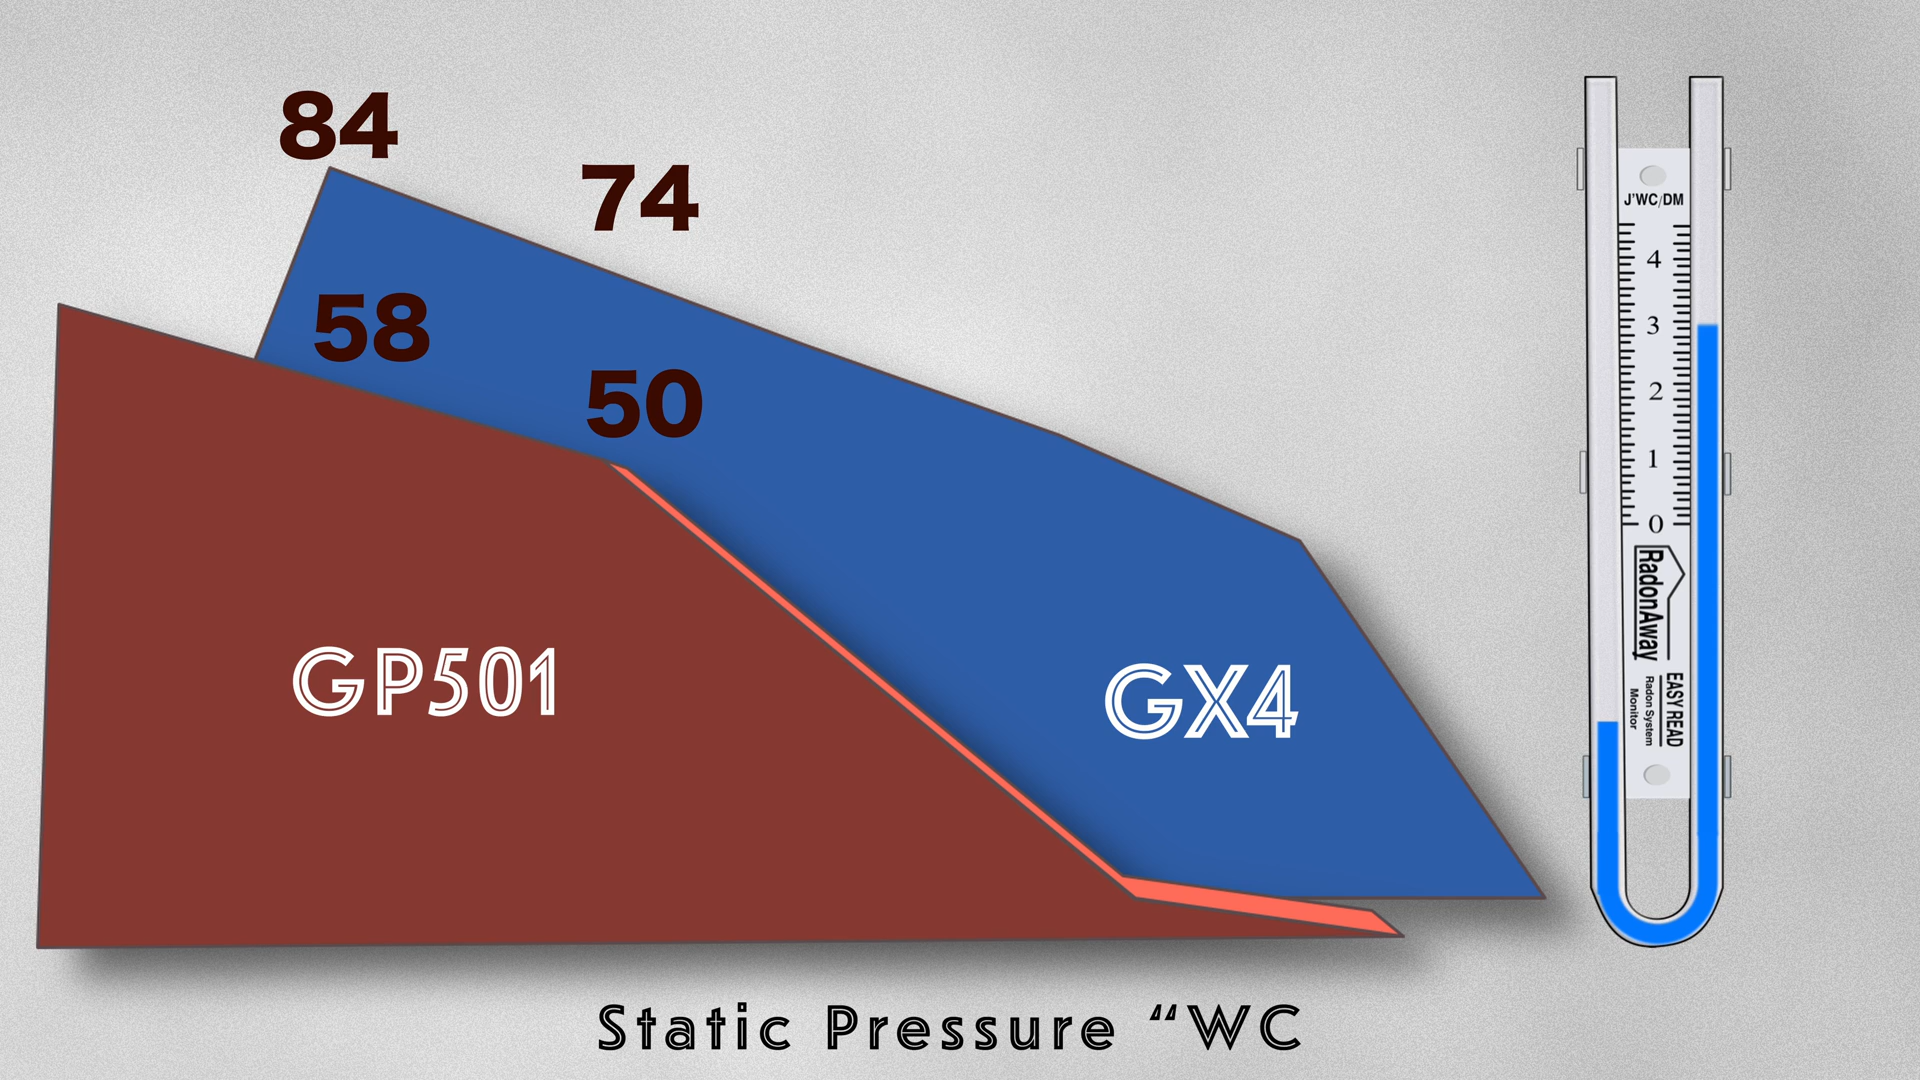 84
74
58
50
GP501
GX4
Static Pressure “WC
J'WC/DM
4
3
2
1
0
RadonAway
EASY READ
Radon System
Monitor